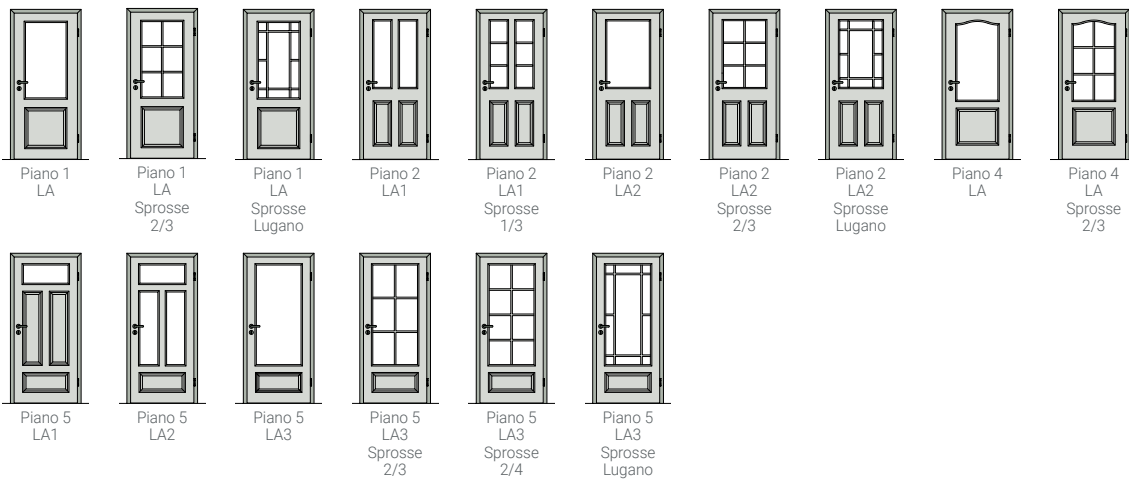 Piano 1
LA
Piano 1
LA
Sprosse
2/3
Piano 1
LA
Sprosse
Lugano
Piano 2
LA1
Piano 2
LA1
Sprosse
1/3
Piano 2
LA2
Piano 2
LA2
Sprosse
2/3
Piano 2
LA2
Sprosse
Lugano
Piano 4
LA
Piano 4
LA
Sprosse
2/3
Piano 5
LA1
Piano 5
LA2
Piano 5
LA3
Piano 5
LA3
Sprosse
2/3
Piano 5
LA3
Sprosse
2/4
Piano 5
LA3
Sprosse
Lugano